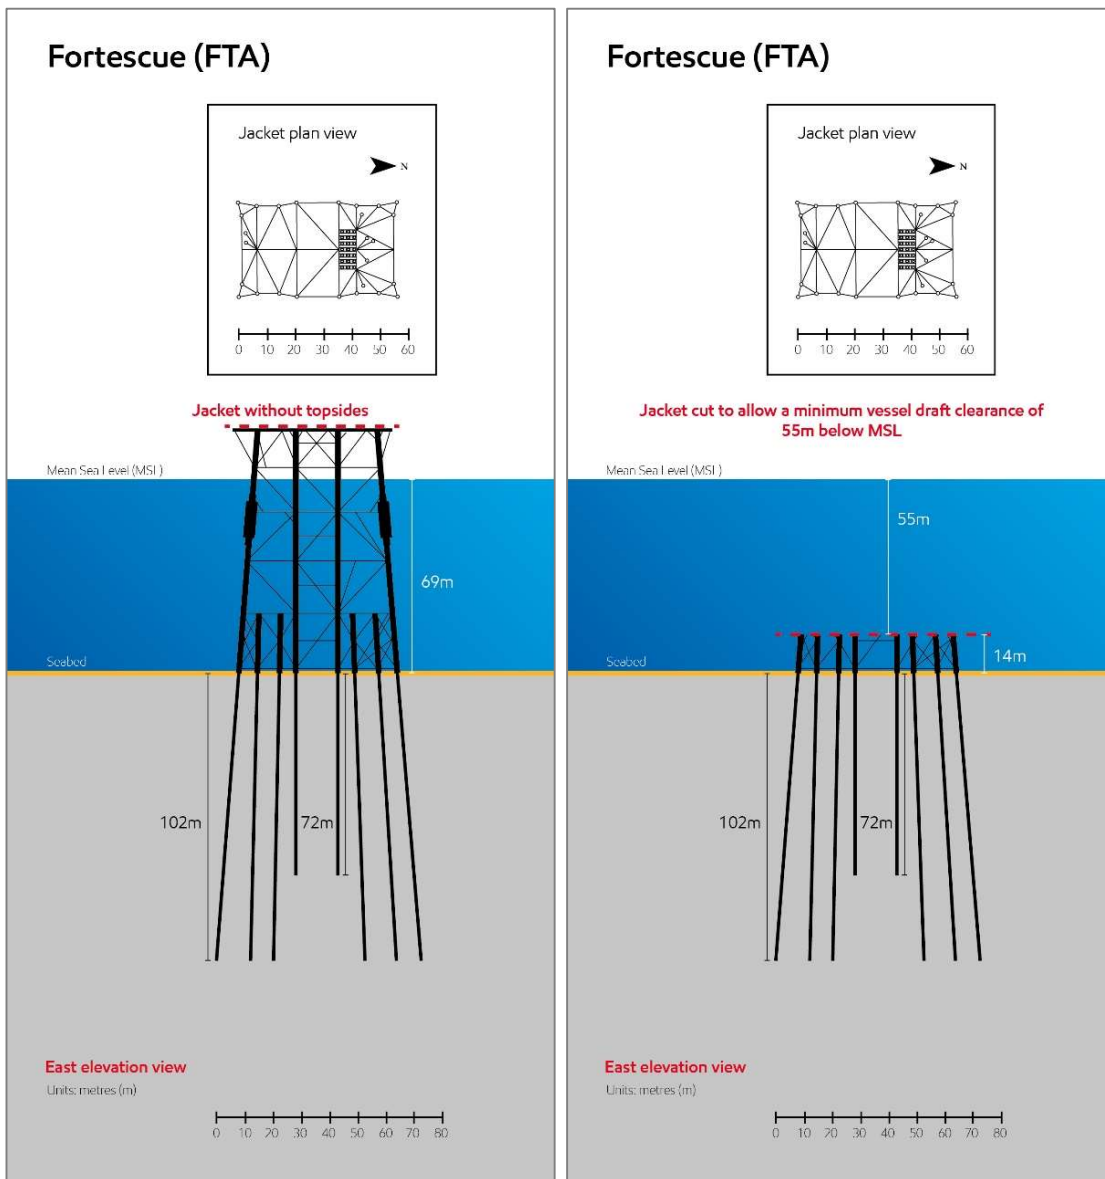 Fortescue (FTA)
Jacket plan view
N
0 10 20 30 40 50 60
Jacket without topsides
Mean Sea Level (MSL)
69m
Seabed
102m
72m
East elevation view
Units: metres (m)
0 10 20 30 40 50 60 70 80
Fortescue (FTA)
Jacket plan view
N
0 10 20 30 40 50 60
Jacket cut to allow a minimum vessel draft clearance of
55m below MSL
Mean Sea Level (MSL)
55m
Seabed
14m
102m
72m
East elevation view
Units: metres (m)
0 10 20 30 40 50 60 70 80